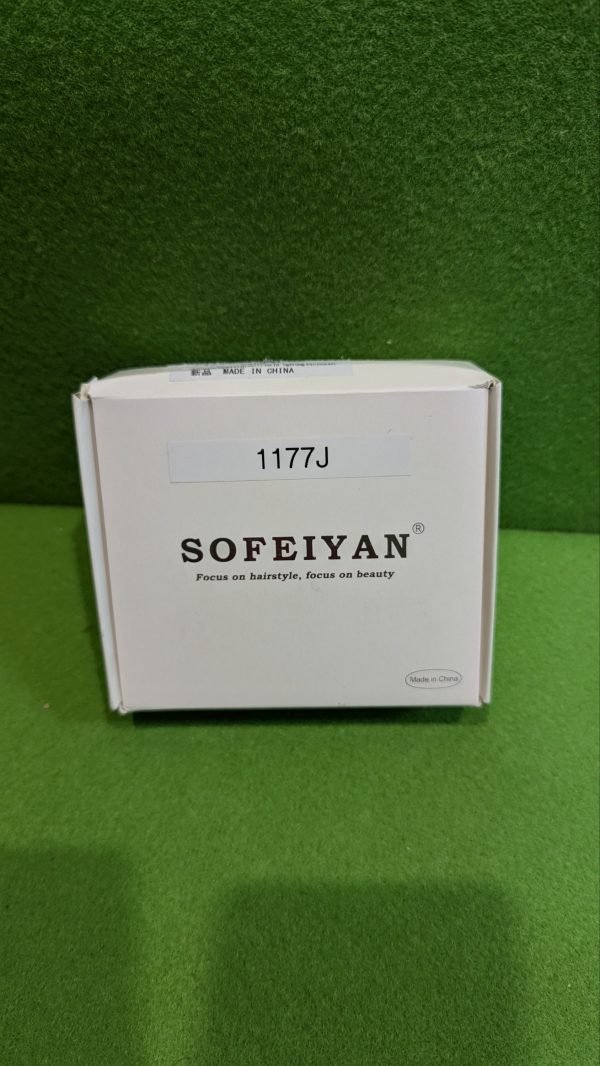 新品 MADE IN CHINA
1177J
SOFEIYAN®
Focus on hairstyle, focus on beauty
Made in China